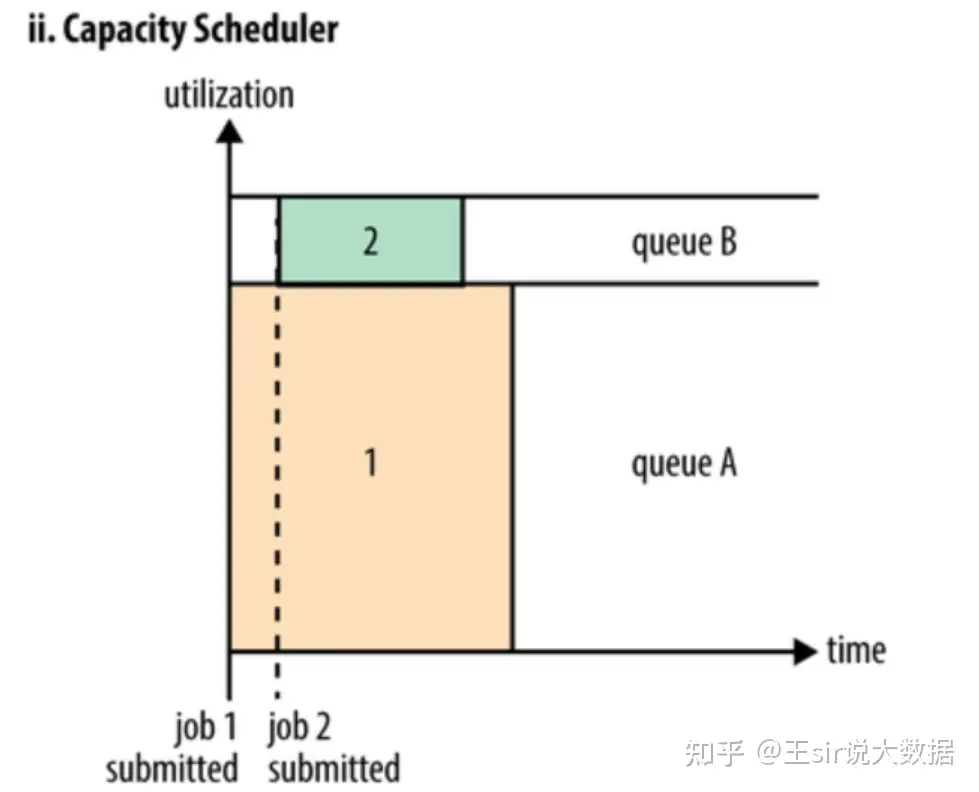 ii. Capacity Scheduler
utilization
2
queue B
1
queue A
time
job 1
submitted
job 2
submitted
知乎 @王sir说大数据